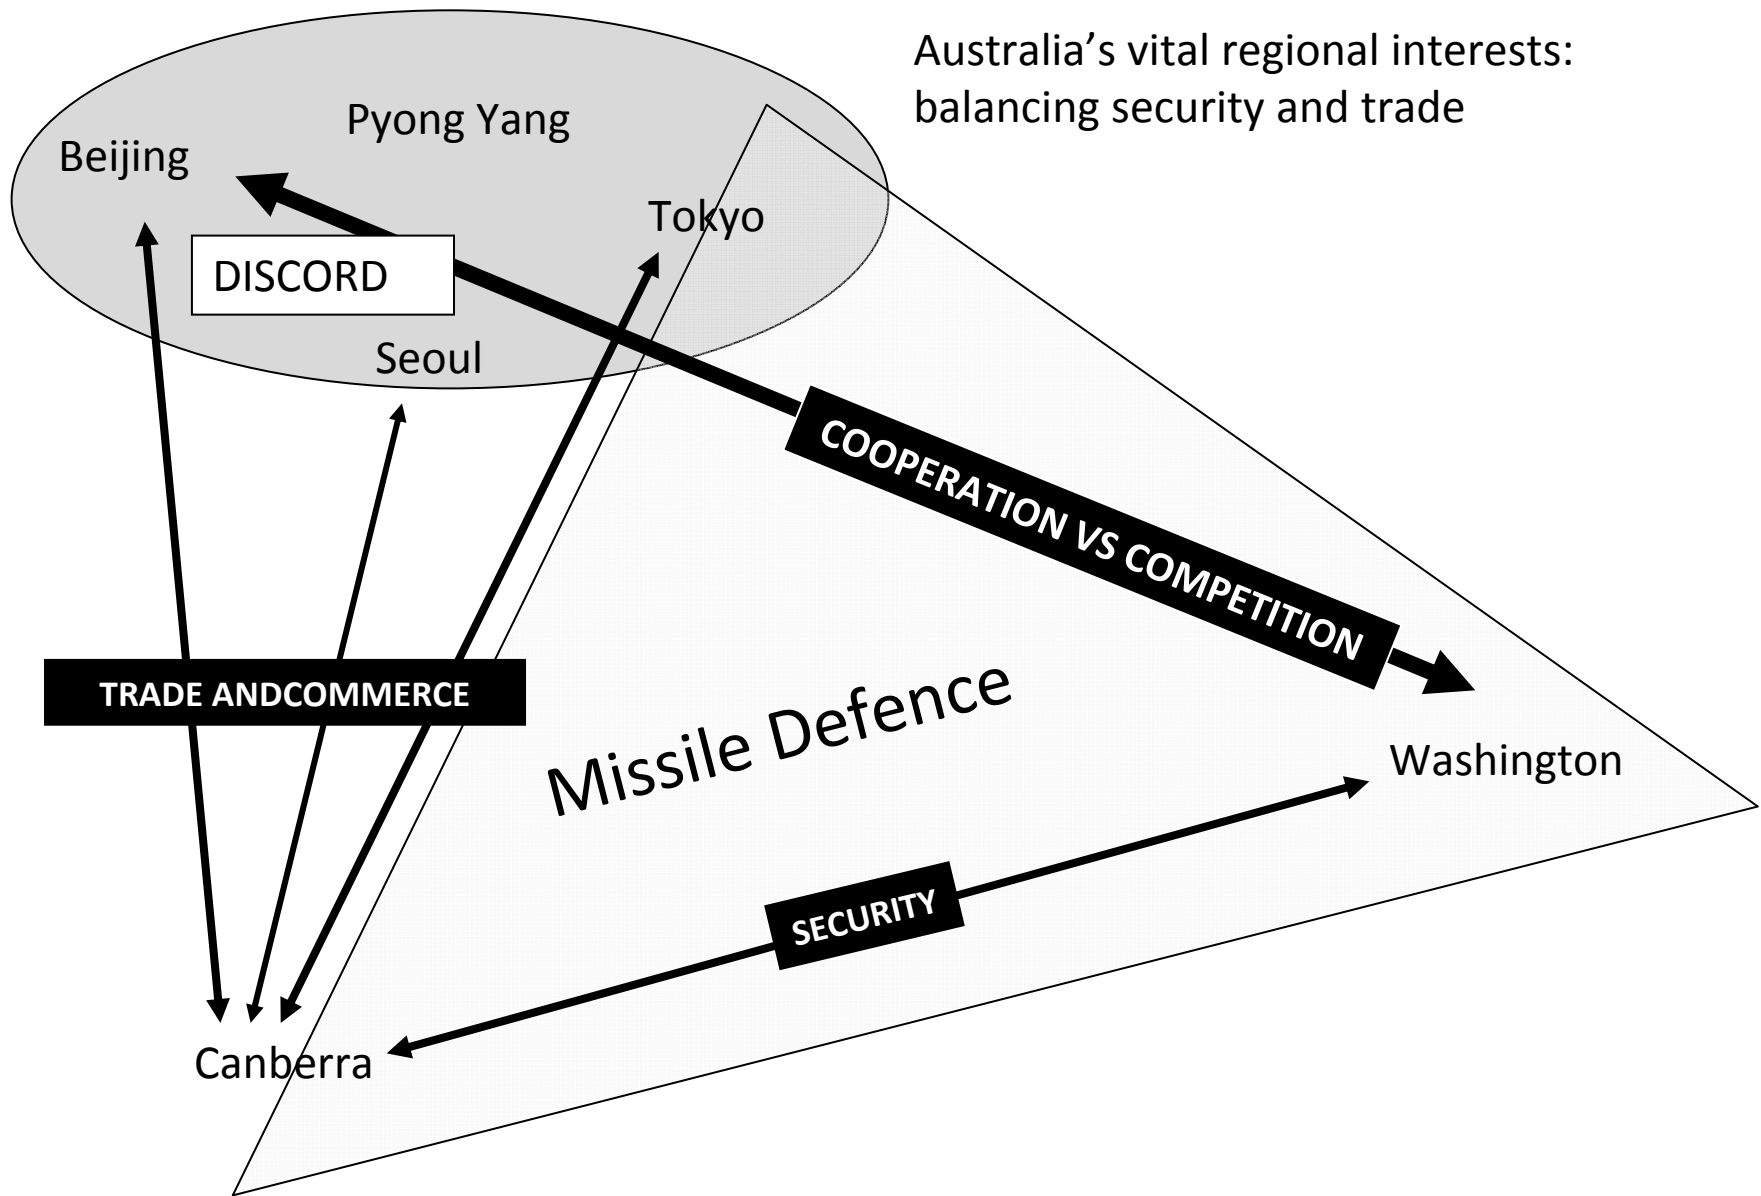 Australia’s vital regional interests:
balancing security and trade
Pyong Yang
Beijing
Tokyo
DISCORD
Seoul
COOPERATION VS COMPETITION
TRADE ANDCOMMERCE
Missile Defence
Washington
SECURITY
Canberra